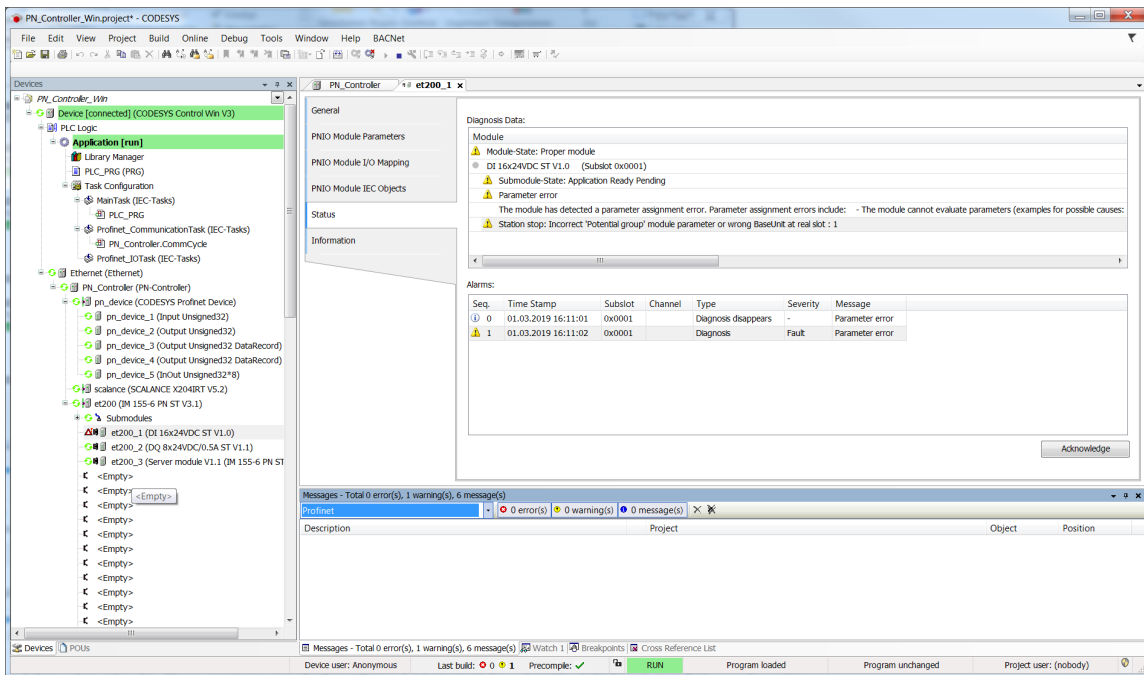 PN_Controller_Win.project* - CODESYS
File Edit View Project Build Online Debug Tools Window Help BACNet
Devices
PN_Controller_Win
Device [connected] (CODESYS Control Win V3)
PLC Logic
Application [run]
Library Manager
PLC_PRG (PRG)
Task Configuration
MainTask (IEC-Tasks)
PLC_PRG
Profinet_CommunicationTask (IEC-Tasks)
PN_Controller.CommCycle
Profinet_IOTask (IEC-Tasks)
Ethernet (Ethernet)
PN_Controller (PN-Controller)
pn_device (CODESYS Profinet Device)
pn_device_1 (Input Unsigned32)
pn_device_2 (Output Unsigned32)
pn_device_3 (Output Unsigned32 DataRecord)
pn_device_4 (Output Unsigned32 DataRecord)
pn_device_5 (InOut Unsigned32*8)
scalance (SCALANCE X204IRT V5.2)
et200 (IM 155-6 PN ST V3.1)
Submodules
et200_1 (DI 16x24VDC ST V1.0)
et200_2 (DQ 8x24VDC/0.5A ST V1.1)
et200_3 (Server module V1.1 (IM 155-6 PN ST
<Empty>
<Empty>
<Empty>
<Empty>
<Empty>
<Empty>
<Empty>
<Empty>
<Empty>
<Empty>
<Empty>
<Empty>
Devices POUs
PN_Controller et200_1
General
PNIO Module Parameters
PNIO Module I/O Mapping
PNIO Module IEC Objects
Status
Information
Diagnosis Data:
Module
Module-State: Proper module
DI 16x24VDC ST V1.0 (Subslot 0x0001)
Submodule-State: Application Ready Pending
Parameter error
The module has detected a parameter assignment error. Parameter assignment errors include: - The module cannot evaluate parameters (examples for possible causes:
Station stop: Incorrect 'Potential group' module parameter or wrong BaseUnit at real slot : 1
Alarms:
Seq. Time Stamp Subslot Channel Type Severity Message
0 01.03.2019 16:11:01 0x0001 Diagnosis disappears - Parameter error
1 01.03.2019 16:11:02 0x0001 Diagnosis Fault Parameter error
Acknowledge
Messages - Total 0 error(s), 1 warning(s), 6 message(s)
Profinet 0 error(s) 0 warning(s) 0 message(s)
Description Project Object Position
Messages - Total 0 error(s), 1 warning(s), 6 message(s) Watch 1 Breakpoints Cross Reference List
Device user: Anonymous Last build: 0 1 Precompile: RUN Program loaded Program unchanged Project user: (nobody)